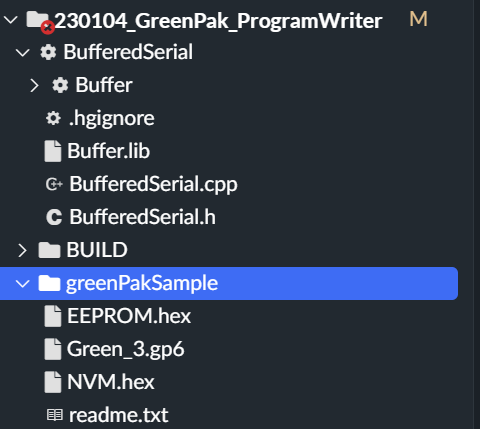 230104_GreenPak_ProgramWriter M
BufferedSerial
Buffer
.hgignore
Buffer.lib
C++ BufferedSerial.cpp
C BufferedSerial.h
BUILD
greenPakSample
EEPROM.hex
Green_3.gp6
NVM.hex
readme.txt